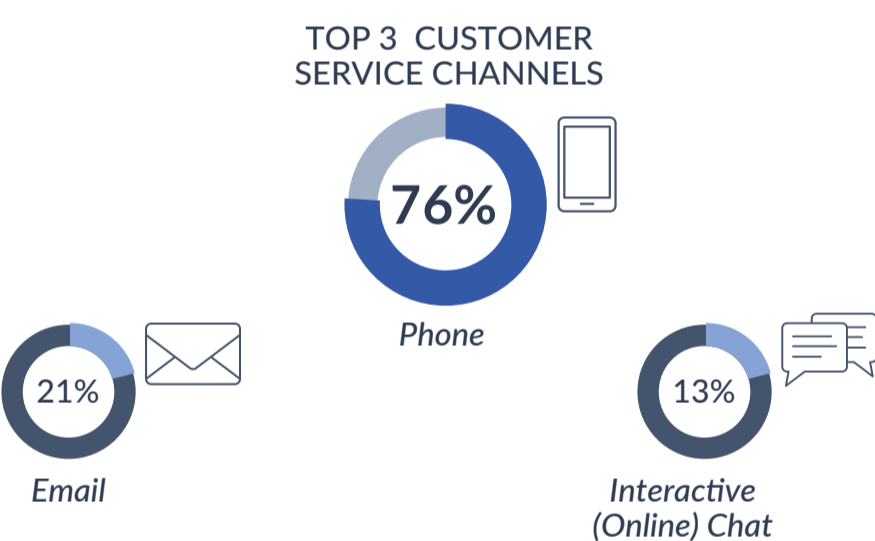 TOP 3 CUSTOMER
SERVICE CHANNELS
76%
Phone
21%
Email
13%
Interactive
(Online) Chat